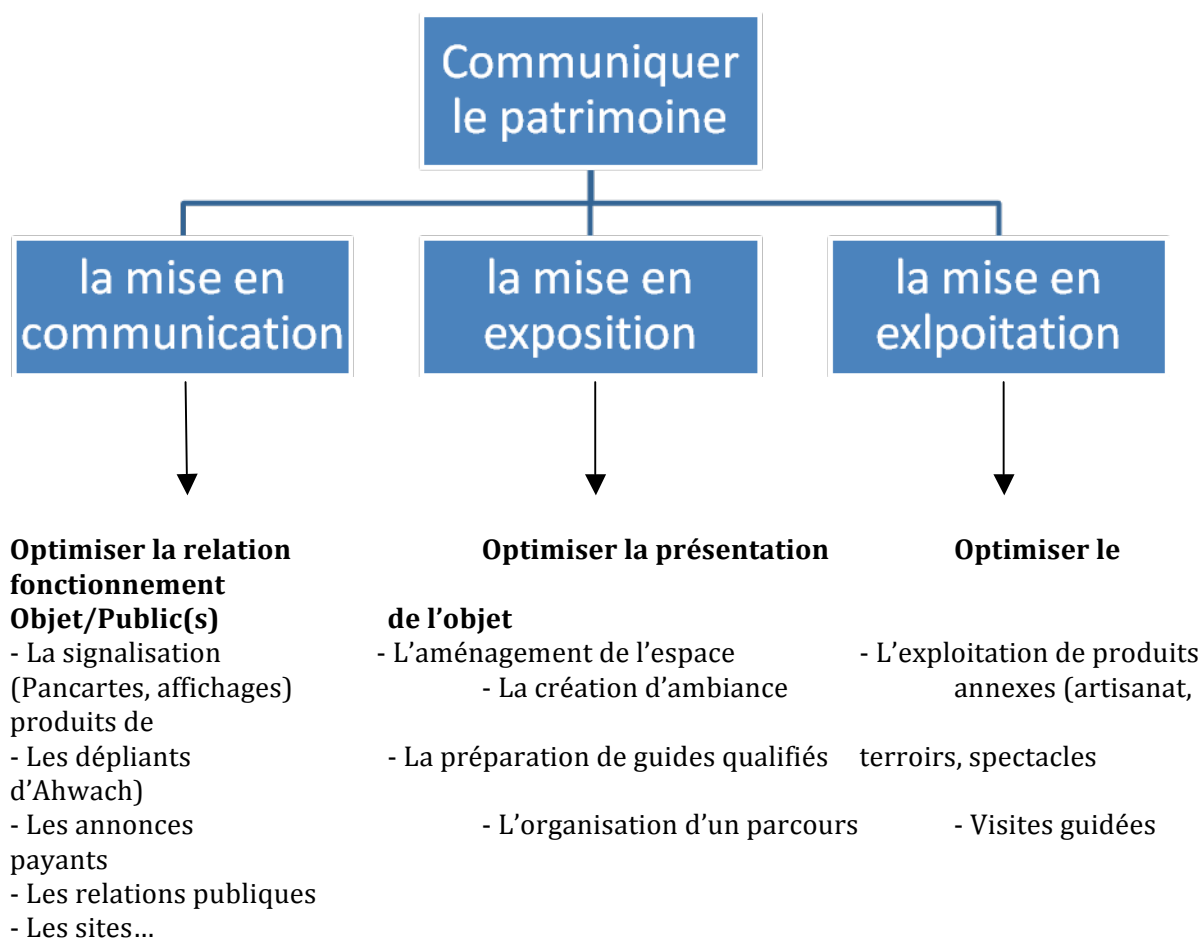 Communiquer
le patrimoine
la mise en
communication
la mise en
exposition
la mise en
exlpoitation
Optimiser la relation Optimiser la présentation Optimiser le
fonctionnement
Objet/Public(s) de l’objet
- La signalisation - L’aménagement de l’espace - L’exploitation de produits
(Pancartes, affichages) - La création d’ambiance annexes (artisanat,
produits de
- Les dépliants - La préparation de guides qualifiés terroirs, spectacles
d’Ahwach)
- Les annonces - L’organisation d’un parcours - Visites guidées
payants
- Les relations publiques
- Les sites…